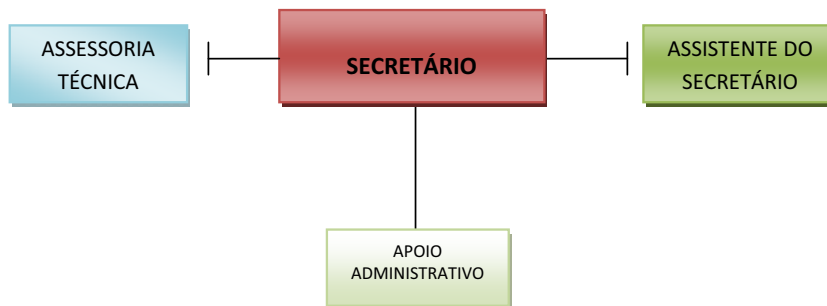 ASSESSORIA
TÉCNICA
SECRETÁRIO
ASSISTENTE DO
SECRETÁRIO
APOIO
ADMINISTRATIVO